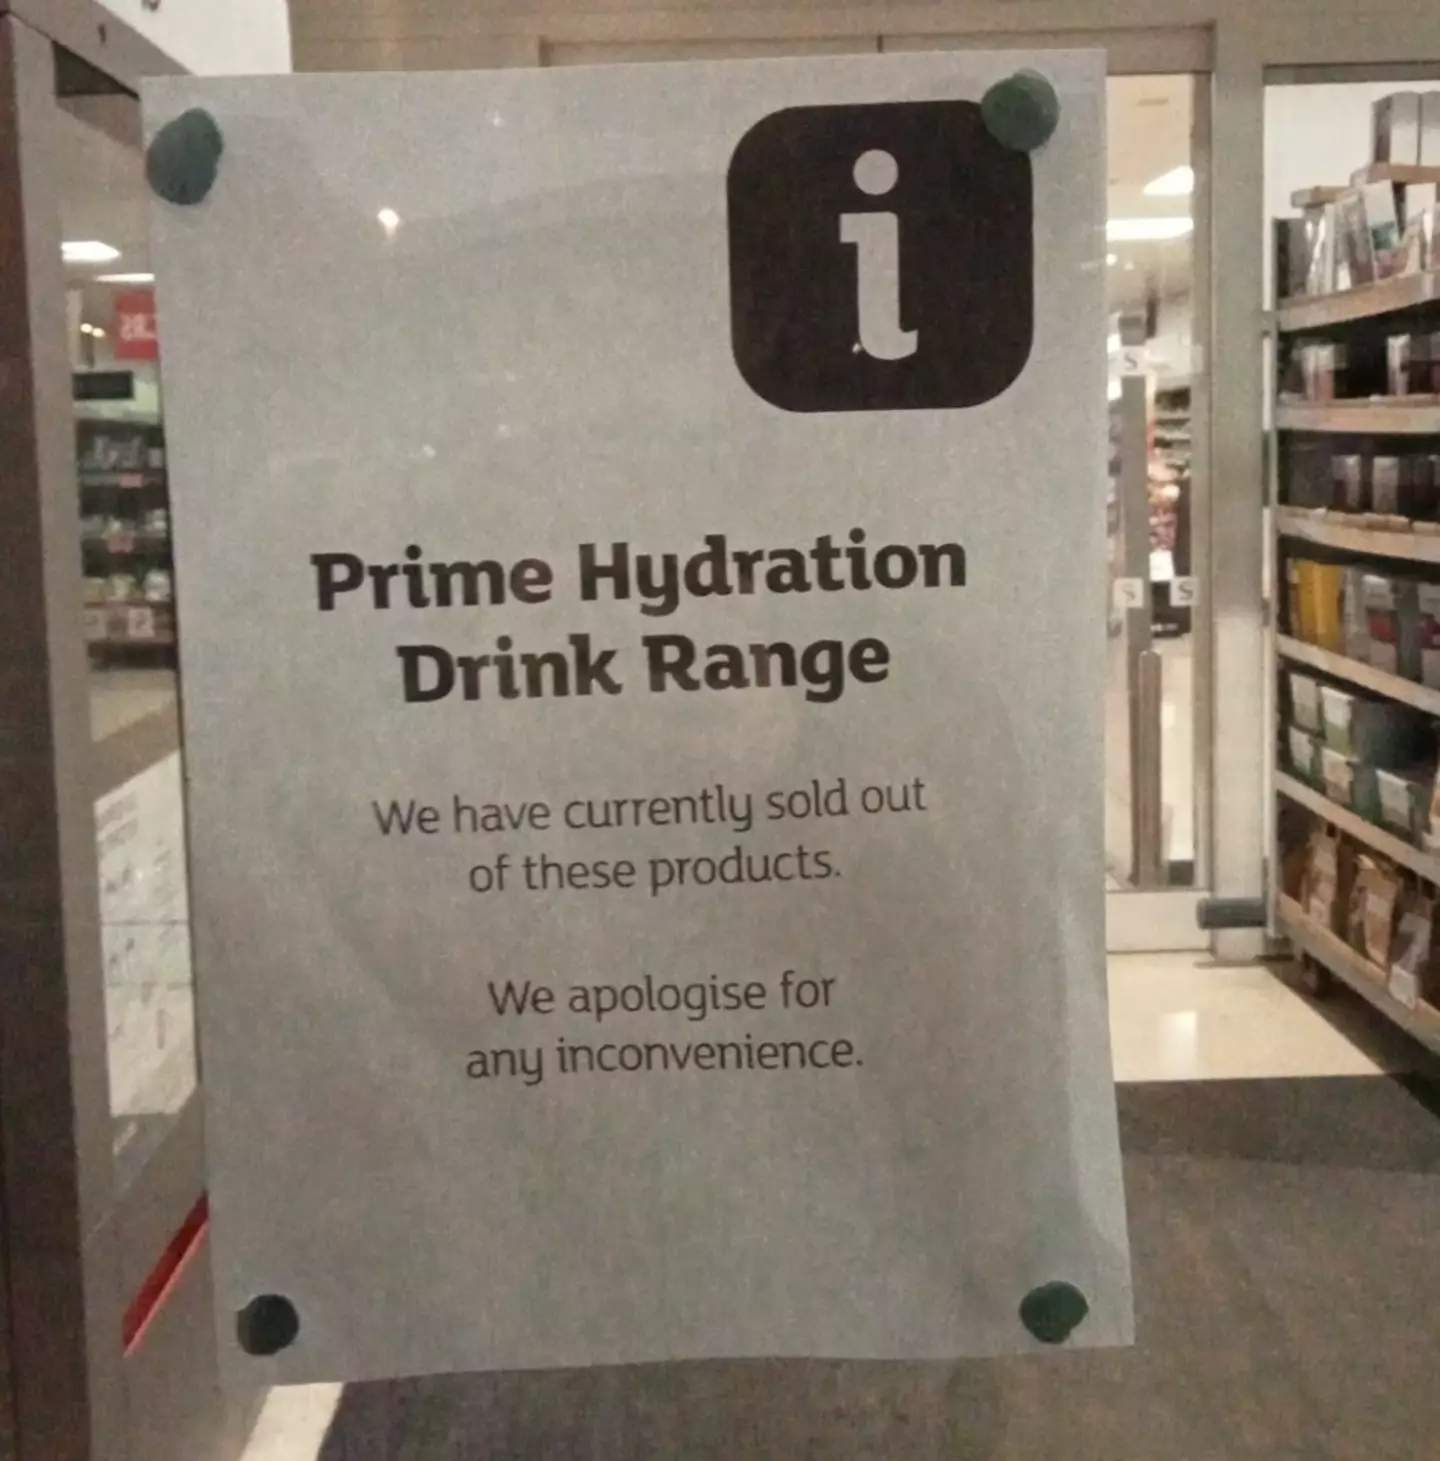 i
Prime Hydration
Drink Range
We have currently sold out
of these products.
We apologise for
any inconvenience.
S
S
S